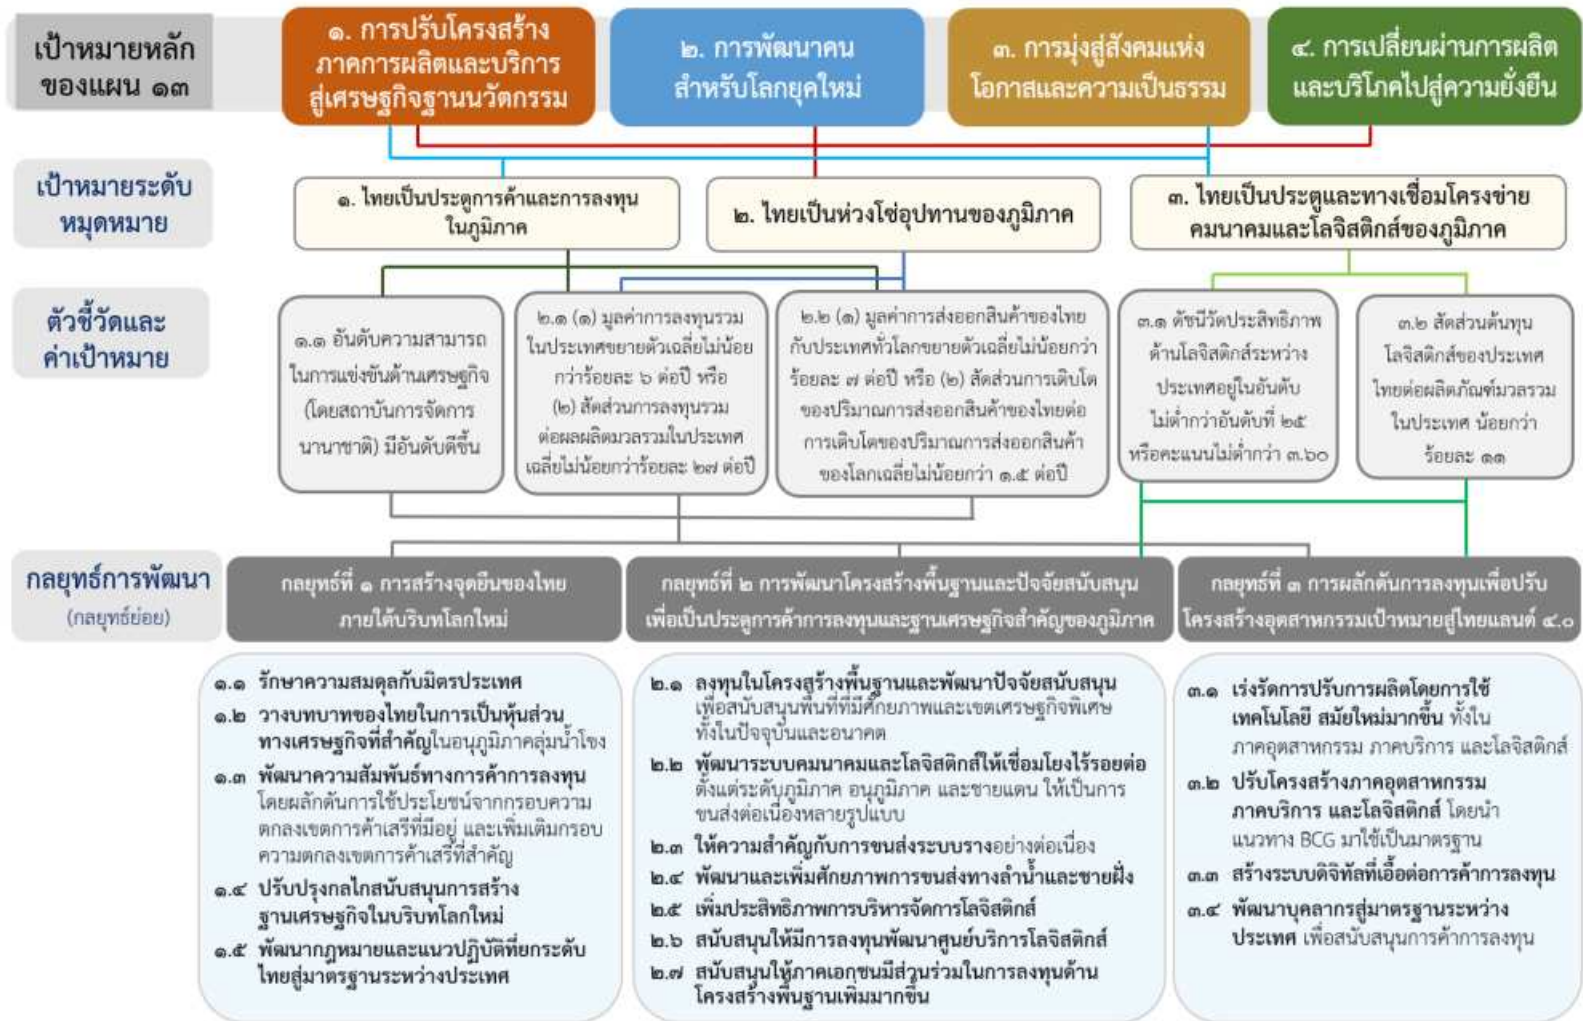 เป้าหมายหลัก
ของแผน ๑๓
๑. การปรับโครงสร้าง
ภาคการผลิตและบริการ
สู่เศรษฐกิจฐานนวัตกรรม
๒. การพัฒนาคน
สำหรับโลกยุคใหม่
๓. การมุ่งสู่สังคมแห่ง
โอกาสและความเป็นธรรม
๔. การเปลี่ยนผ่านการผลิต
และบริโภคไปสู่ความยั่งยืน
เป้าหมายระดับ
หมุดหมาย
๑. ไทยเป็นประตูการค้าและการลงทุน
ในภูมิภาค
๒. ไทยเป็นห่วงโซ่อุปทานของภูมิภาค
๓. ไทยเป็นประตูและทางเชื่อมโครงข่าย
คมนาคมและโลจิสติกส์ของภูมิภาค
ตัวชี้วัดและ
ค่าเป้าหมาย
๑.๑ อันดับความสามารถ
ในการแข่งขันด้านเศรษฐกิจ
(โดยสถาบันการจัดการ
นานาชาติ) มีอันดับดีขึ้น
๒.๑ (๑) มูลค่าการลงทุนรวม
ในประเทศขยายตัวเฉลี่ยไม่น้อย
กว่าร้อยละ ๖ ต่อปี หรือ
(๒) สัดส่วนการลงทุนรวม
ต่อผลผลิตมวลรวมในประเทศ
เฉลี่ยไม่น้อยกว่าร้อยละ ๒๗ ต่อปี
๒.๒ (๑) มูลค่าการส่งออกสินค้าของไทย
กับประเทศทั่วโลกขยายตัวเฉลี่ยไม่น้อยกว่า
ร้อยละ ๗ ต่อปี หรือ (๒) สัดส่วนการเติบโต
ของปริมาณการส่งออกสินค้าของไทยต่อ
การเติบโตของปริมาณการส่งออกสินค้า
ของโลกเฉลี่ยไม่น้อยกว่า ๑.๕ ต่อปี
๓.๑ ดัชนีวัดประสิทธิภาพ
ด้านโลจิสติกส์ระหว่าง
ประเทศอยู่ในอันดับ
ไม่ต่ำกว่าอันดับที่ ๒๕
หรือคะแนนไม่ต่ำกว่า ๓.๖๐
๓.๒ สัดส่วนต้นทุน
โลจิสติกส์ของประเทศ
ไทยต่อผลิตภัณฑ์มวลรวม
ในประเทศ น้อยกว่า
ร้อยละ ๑๑
กลยุทธ์การพัฒนา
(กลยุทธ์ย่อย)
กลยุทธ์ที่ ๑ การสร้างจุดยืนของไทย
ภายใต้บริบทโลกใหม่
กลยุทธ์ที่ ๒ การพัฒนาโครงสร้างพื้นฐานและปัจจัยสนับสนุน
เพื่อเป็นประตูการค้าการลงทุนและฐานเศรษฐกิจสำคัญของภูมิภาค
กลยุทธ์ที่ ๓ การผลักดันการลงทุนเพื่อปรับ
โครงสร้างอุตสาหกรรมเป้าหมายสู่ไทยแลนด์ ๔.๐
๑.๑ รักษาความสมดุลกับมิตรประเทศ
๑.๒ วางบทบาทของไทยในการเป็นหุ้นส่วน
ทางเศรษฐกิจที่สำคัญในอนุภูมิภาคลุ่มน้ำโขง
๑.๓ พัฒนาความสัมพันธ์ทางการค้าการลงทุน
โดยผลักดันการใช้ประโยชน์จากกรอบความ
ตกลงเขตการค้าเสรีที่มีอยู่ และเพิ่มเติมกรอบ
ความตกลงเขตการค้าเสรีที่สำคัญ
๑.๔ ปรับปรุงกลไกสนับสนุนการสร้าง
ฐานเศรษฐกิจในบริบทโลกใหม่
๑.๕ พัฒนากฎหมายและแนวปฏิบัติที่ยกระดับ
ไทยสู่มาตรฐานระหว่างประเทศ
๒.๑ ลงทุนในโครงสร้างพื้นฐานและพัฒนาปัจจัยสนับสนุน
เพื่อสนับสนุนพื้นที่ที่มีศักยภาพและเขตเศรษฐกิจพิเศษ
ทั้งในปัจจุบันและอนาคต
๒.๒ พัฒนาระบบคมนาคมและโลจิสติกส์ให้เชื่อมโยงไร้รอยต่อ
ตั้งแต่ระดับภูมิภาค อนุภูมิภาค และชายแดน ให้เป็นการ
ขนส่งต่อเนื่องหลายรูปแบบ
๒.๓ ให้ความสำคัญกับการขนส่งระบบรางอย่างต่อเนื่อง
๒.๔ พัฒนาและเพิ่มศักยภาพการขนส่งทางลำน้ำและชายฝั่ง
๒.๕ เพิ่มประสิทธิภาพการบริหารจัดการโลจิสติกส์
๒.๖ สนับสนุนให้มีการลงทุนพัฒนาศูนย์บริการโลจิสติกส์
๒.๗ สนับสนุนให้ภาคเอกชนมีส่วนร่วมในการลงทุนด้าน
โครงสร้างพื้นฐานเพิ่มมากขึ้น
๓.๑ เร่งรัดการปรับการผลิตโดยการใช้
เทคโนโลยี สมัยใหม่มากขึ้น ทั้งใน
ภาคอุตสาหกรรม ภาคบริการ และโลจิสติกส์
๓.๒ ปรับโครงสร้างภาคอุตสาหกรรม
ภาคบริการ และโลจิสติกส์ โดยนำ
แนวทาง BCG มาใช้เป็นมาตรฐาน
๓.๓ สร้างระบบดิจิทัลที่เอื้อต่อการค้าการลงทุน
๓.๔ พัฒนาบุคลากรสู่มาตรฐานระหว่าง
ประเทศ เพื่อสนับสนุนการค้าการลงทุน